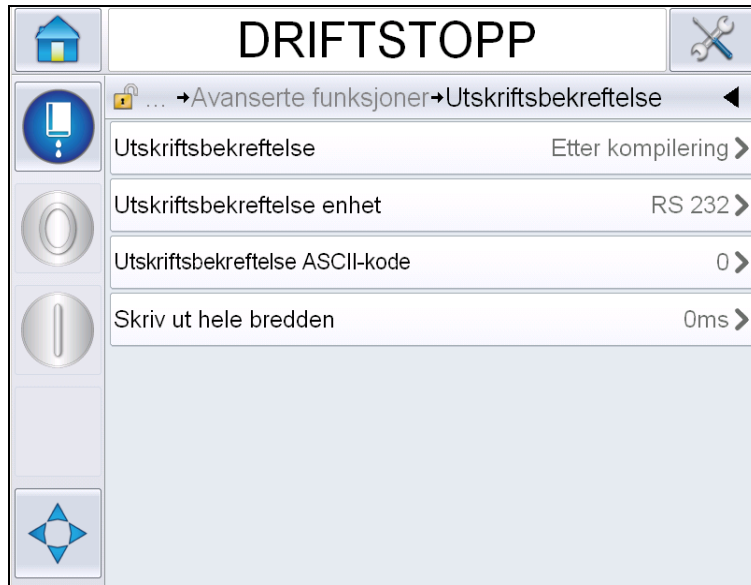 DRIFTSTOPP
... →Avanserte funksjoner→Utskriftsbekreftelse
Utskriftsbekreftelse Etter kompilering
Utskriftsbekreftelse enhet RS 232
Utskriftsbekreftelse ASCII-kode 0
Skriv ut hele bredden 0ms